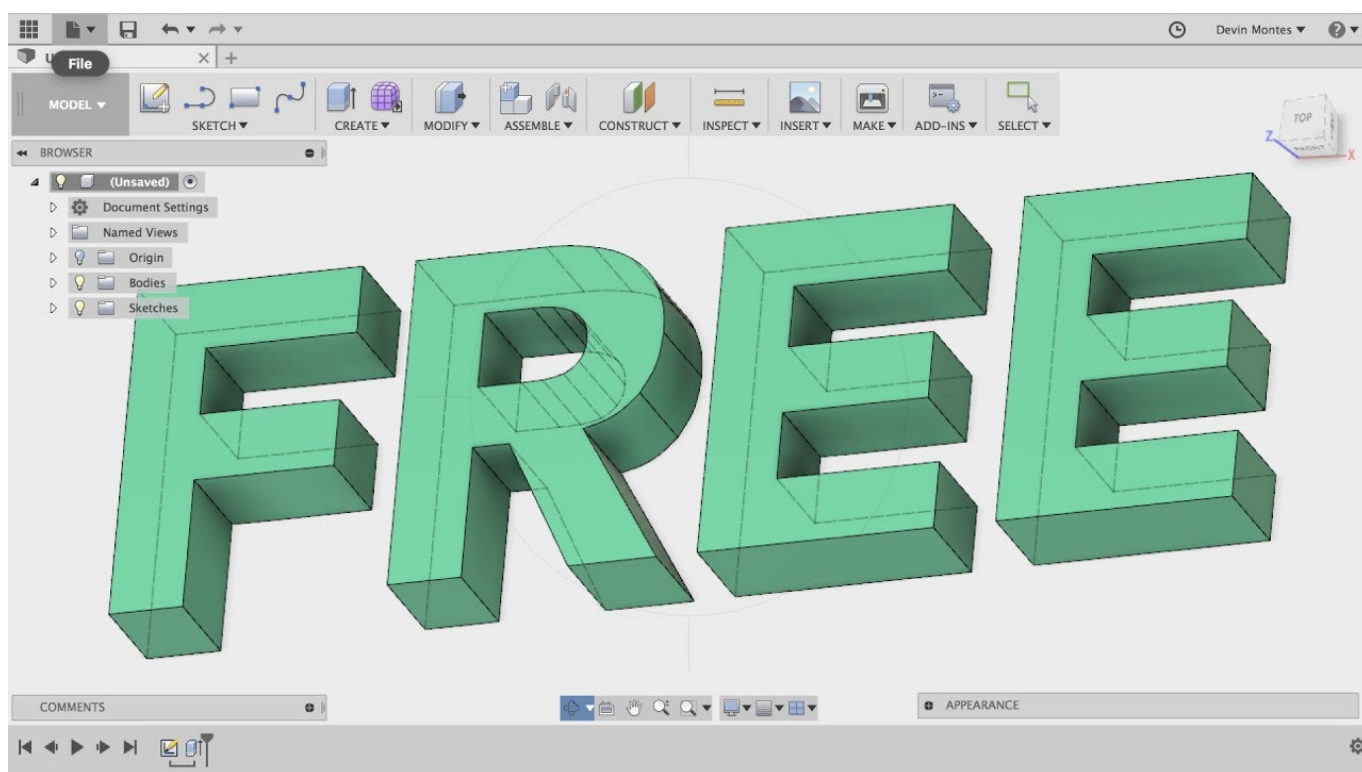 Devin Montes
File
MODEL
SKETCH
CREATE
MODIFY
ASSEMBLE
CONSTRUCT
INSPECT
INSERT
MAKE
ADD-INS
SELECT
TOP
FRONT
Z
X
BROWSER
(Unsaved)
Document Settings
Named Views
Origin
Bodies
Sketches
FREE
COMMENTS
APPEARANCE